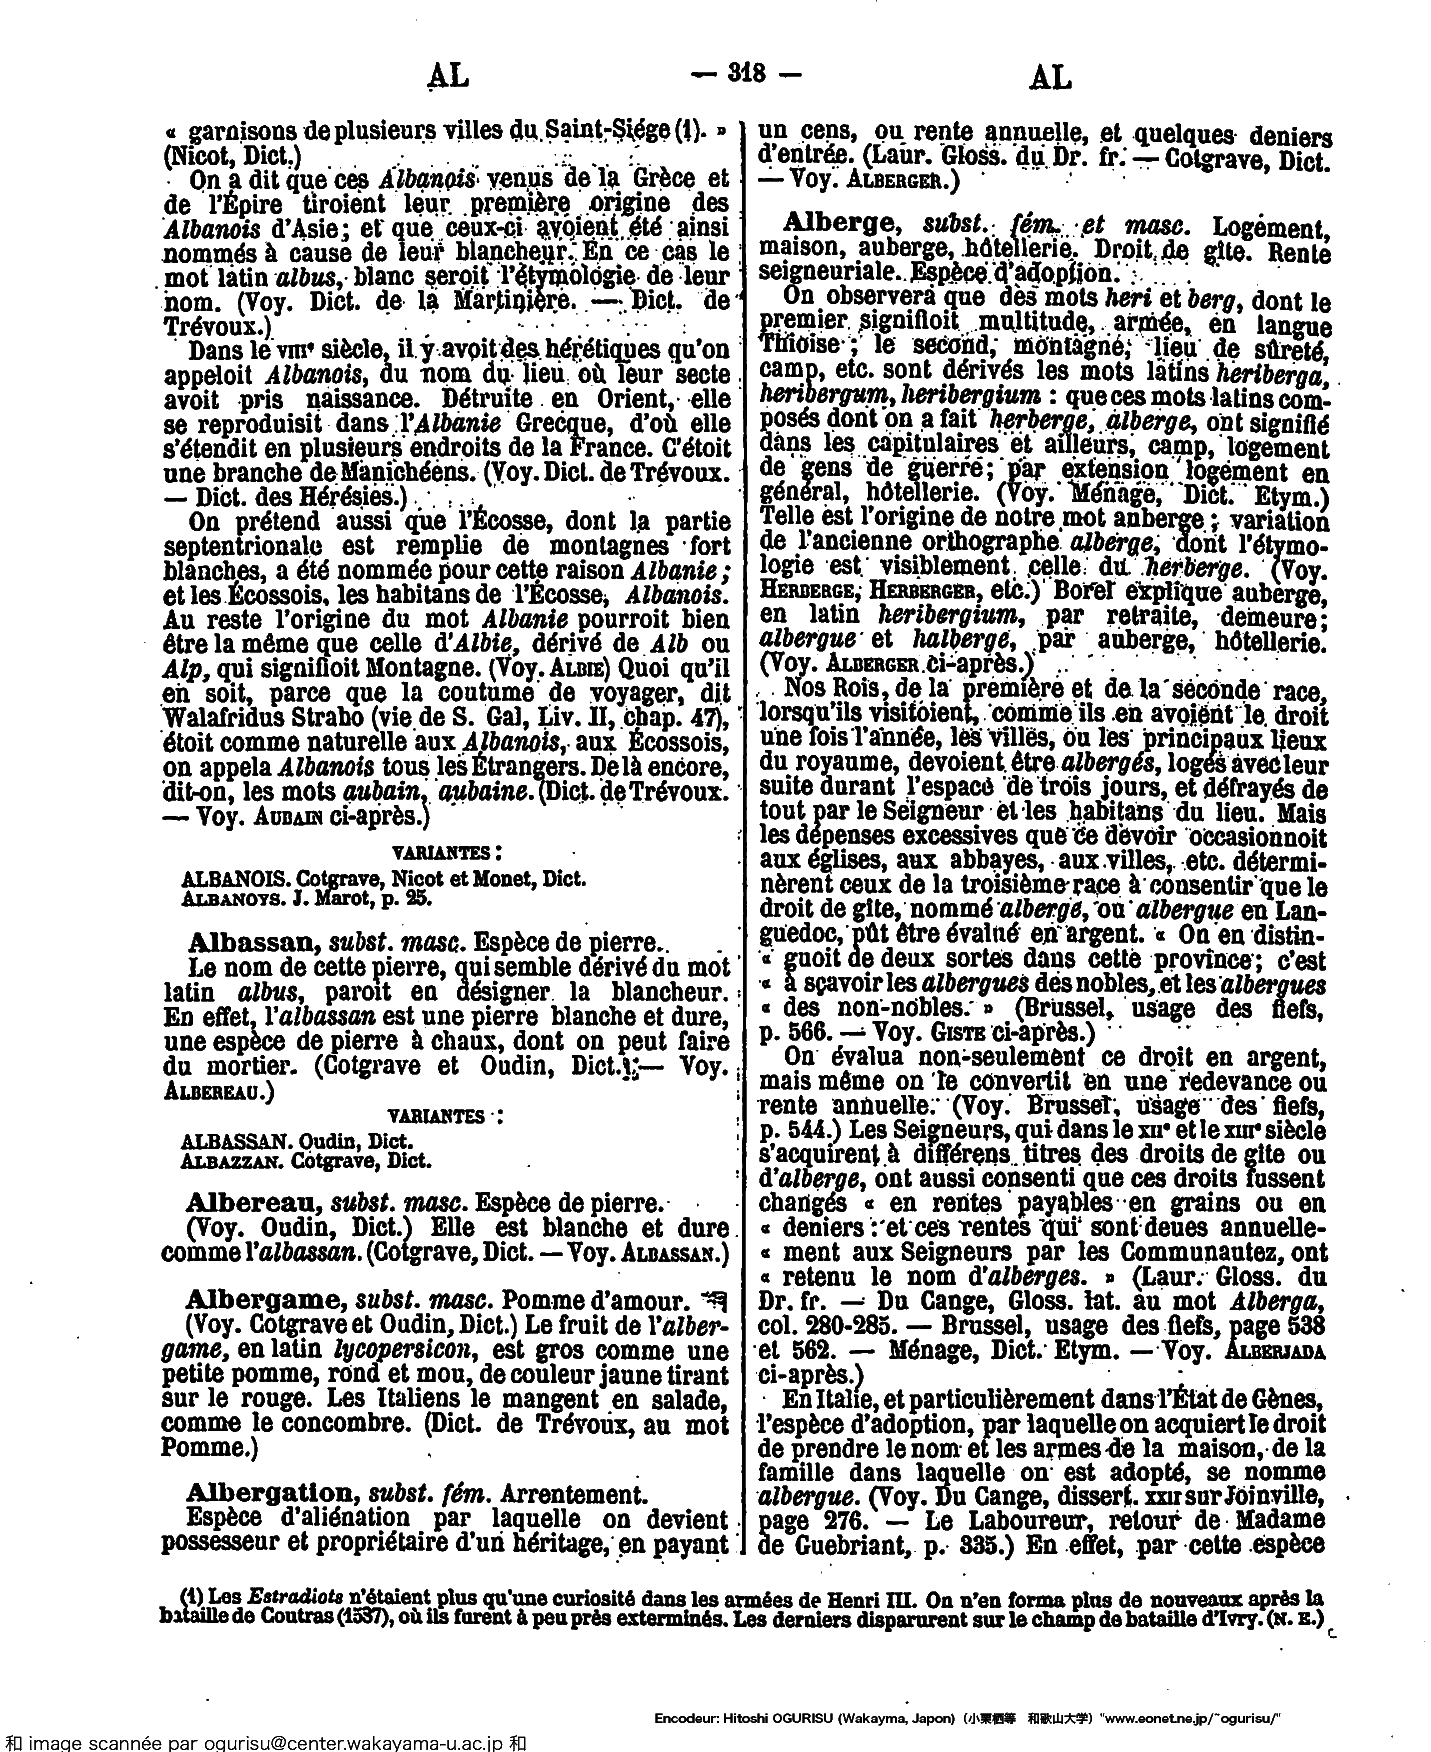 AL
— 318 —
AL
« garnisons de plusieurs villes du Saint-Siége (1). »
(Nicot, Dict.)
On a dit que ces Albanois venus de la Grèce et
de l'Épire tiroient leur première origine des
Albanois d'Asie; et que ceux-ci avoient été ainsi
nommés à cause de leur blancheur. En ce cas le
mot latin albus, blanc seroit l'étymologie de leur
nom. (Voy. Dict. de la Martinière. — Dict. de
Trévoux.)
Dans le VIIIe siècle, il y avoit des hérétiques qu'on
appeloit Albanois, du nom du lieu où leur secte
avoit pris naissance. Détruite en Orient, elle
se reproduisit dans l'Albanie Grecque, d'où elle
s'étendit en plusieurs endroits de la France. C'étoit
une branche de Manichéens. (Voy. Dict. de Trévoux.
— Dict. des Hérésies.)
On prétend aussi que l'Écosse, dont la partie
septentrionale est remplie de montagnes fort
blanches, a été nommée pour cette raison Albanie;
et les Écossois, les habitans de l'Écosse, Albanois.
Au reste l'origine du mot Albanie pourroit bien
être la même que celle d'Albie, dérivé de Alb ou
Alp, qui signifioit Montagne. (Voy. ALBIE) Quoi qu'il
en soit, parce que la coutume de voyager, dit
Walafridus Strabo (vie de S. Gal, Liv. II, chap. 47),
étoit comme naturelle aux Albanois, aux Écossois,
on appela Albanois tous les Étrangers. De là encore,
dit-on, les mots aubain, aubaine. (Dict. de Trévoux.
— Voy. AUBAIN ci-après.)
VARIANTES :
ALBANOIS. Cotgrave, Nicot et Monet, Dict.
ALBANOYS. J. Marot, p. 25.
Albassan, subst. masc. Espèce de pierre.
Le nom de cette pierre, qui semble dérivé du mot
latin albus, paroît en désigner la blancheur.
En effet, l'albassan est une pierre blanche et dure,
une espèce de pierre à chaux, dont on peut faire
du mortier. (Cotgrave et Oudin, Dict. — Voy.
ALBEREAU.)
VARIANTES :
ALBASSAN. Oudin, Dict.
ALBAZZAN. Cotgrave, Dict.
Albereau, subst. masc. Espèce de pierre.
(Voy. Oudin, Dict.) Elle est blanche et dure
comme l'albassan. (Cotgrave, Dict. — Voy. ALBASSAN.)
Albergame, subst. masc. Pomme d'amour.
(Voy. Cotgrave et Oudin, Dict.) Le fruit de l'alber-
game, en latin lycopersicon, est gros comme une
petite pomme, rond et mou, de couleur jaune tirant
sur le rouge. Les Italiens le mangent en salade,
comme le concombre. (Dict. de Trévoux, au mot
Pomme.)
Albergation, subst. fém. Arrentement.
Espèce d'aliénation par laquelle on devient
possesseur et propriétaire d'un héritage, en payant
un cens, ou rente annuelle, et quelques deniers
d'entrée. (Laur. Gloss. du Dr. fr. — Cotgrave, Dict.
— Voy. ALBERGER.)
Alberge, subst. fém. et masc. Logement,
maison, auberge, hôtellerie. Droit de gîte. Rente
seigneuriale. Espèce d'adoption.
On observera que des mots heri et berg, dont le
premier signifioit multitude, armée, en langue
Thioise ; le second, montagne, lieu de sûreté,
camp, etc. sont dérivés les mots latins heriberga,
heribergum, heribergium : que ces mots latins com-
posés dont on a fait herberge, alberge, ont signifié
dans les capitulaires et ailleurs, camp, logement
de gens de guerre; par extension logement en
général, hôtellerie. (Voy. Ménage, Dict. Etym.)
Telle est l'origine de notre mot auberge ; variation
de l'ancienne orthographe alberge, dont l'étymo-
logie est visiblement celle du herberge. (Voy.
HERBERGE, HERBERGER, etc.) Borel explique auberge,
en latin heribergium, par retraite, demeure;
albergue et halberge, par auberge, hôtellerie.
(Voy. ALBERGER ci-après.)
Nos Rois, de la première et de la seconde race,
lorsqu'ils visitoient, comme ils en avoient le droit
une fois l'année, les villes, ou les principaux lieux
du royaume, devoient être albergés, logés avec leur
suite durant l'espace de trois jours, et défrayés de
tout par le Seigneur et les habitans du lieu. Mais
les dépenses excessives que ce devoir occasionnoit
aux églises, aux abbayes, aux villes, etc. détermi-
nèrent ceux de la troisième race à consentir que le
droit de gîte, nommé alberge, ou albergue en Lan-
guedoc, pût être évalué en argent. « On en distin-
« guoit de deux sortes dans cette province; c'est
« à sçavoir les albergues des nobles, et les albergues
« des non-nobles. » (Brussel, usage des fiefs,
p. 566. — Voy. GISTE ci-après.)
On évalua non-seulement ce droit en argent,
mais même on le convertit en une redevance ou
rente annuelle. (Voy. Brussel, usage des fiefs,
p. 544.) Les Seigneurs, qui dans le XIIe et le XIIIe siècle
s'acquirent à différens titres des droits de gîte ou
d'alberge, ont aussi consenti que ces droits fussent
changés « en rentes payables en grains ou en
« deniers : et ces rentes qui sont deues annuelle-
« ment aux Seigneurs par les Communautez, ont
« retenu le nom d'alberges. » (Laur. Gloss. du
Dr. fr. — Du Cange, Gloss. lat. au mot Alberga,
col. 280-285. — Brussel, usage des fiefs, page 538
et 562. — Ménage, Dict. Etym. — Voy. ALBERJADA
ci-après.)
En Italie, et particulièrement dans l'État de Gènes,
l'espèce d'adoption, par laquelle on acquiert le droit
de prendre le nom et les armes de la maison, de la
famille dans laquelle on est adopté, se nomme
albergue. (Voy. Du Cange, dissert. XXII sur Joinville,
page 276. — Le Laboureur, retour de Madame
de Guebriant, p. 335.) En effet, par cette espèce
(1) Les Estradiots n'étaient plus qu'une curiosité dans les armées de Henri III. On n'en forma plus de nouveaux après la
bataille de Coutras (1537), où ils furent à peu près exterminés. Les derniers disparurent sur le champ de bataille d'Ivry. (N. E.)
Encodeur: Hitoshi OGURISU (Wakayma, Japon) (小栗栖等 和歌山大学) "www.eonet.ne.jp/~ogurisu/"
和 image scannée par ogurisu@center.wakayama-u.ac.jp 和